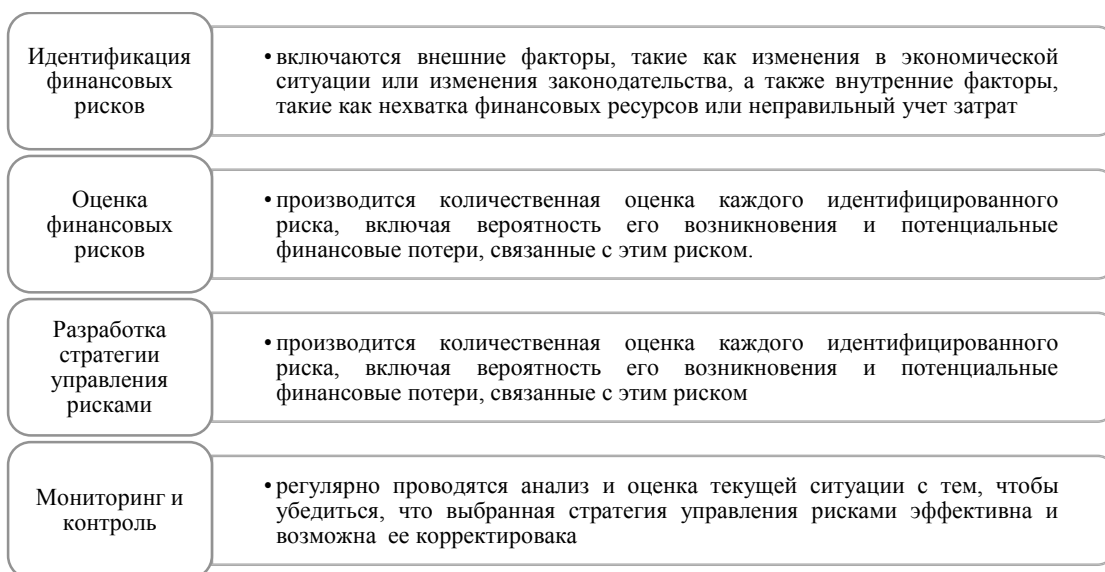 Идентификация
финансовых
рисков
• включаются внешние факторы, такие как изменения в экономической
ситуации или изменения законодательства, а также внутренние факторы,
такие как нехватка финансовых ресурсов или неправильный учет затрат
Оценка
финансовых
рисков
• производится количественная оценка каждого идентифицированного
риска, включая вероятность его возникновения и потенциальные
финансовые потери, связанные с этим риском.
Разработка
стратегии
управления
рисками
• производится количественная оценка каждого идентифицированного
риска, включая вероятность его возникновения и потенциальные
финансовые потери, связанные с этим риском
Мониторинг и
контроль
• регулярно проводятся анализ и оценка текущей ситуации с тем, чтобы
убедиться, что выбранная стратегия управления рисками эффективна и
возможна ее корректировака